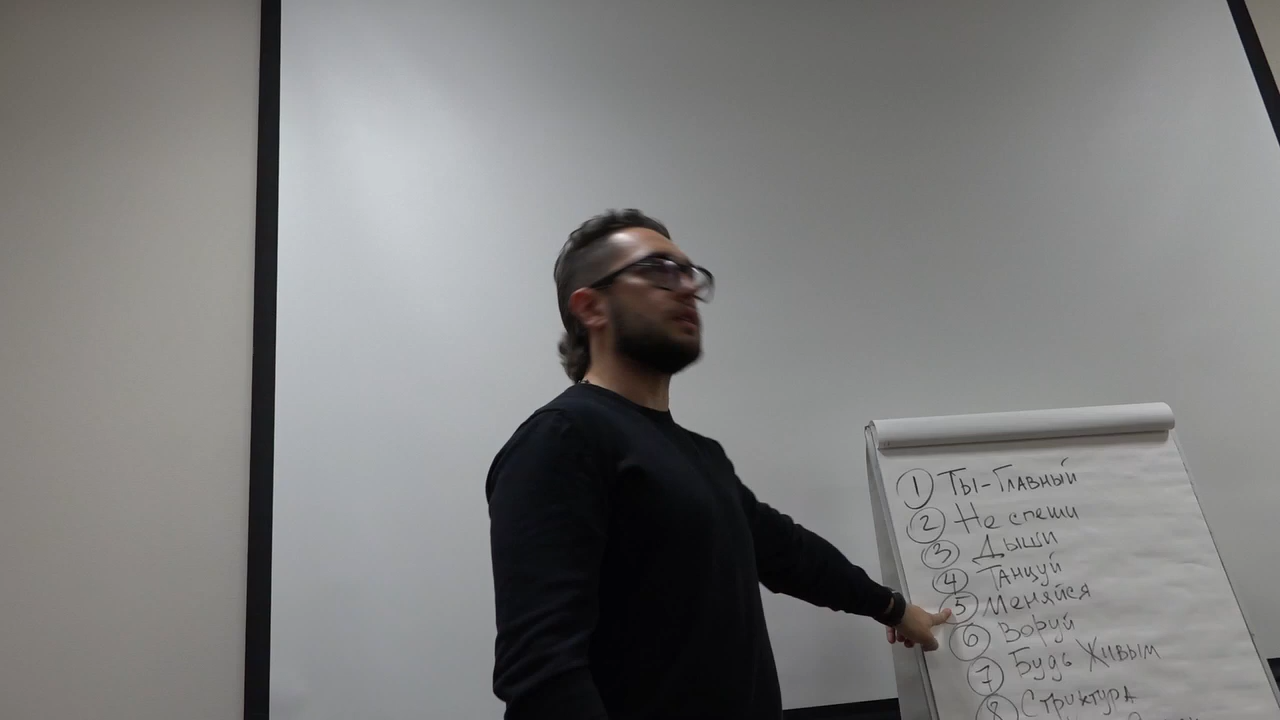 1 Ты-Главный
2 Не спеши
3 Дыши
4 Танцуй
5 Меняйся
6 Воруй
7 Будь Живым
8 Структура